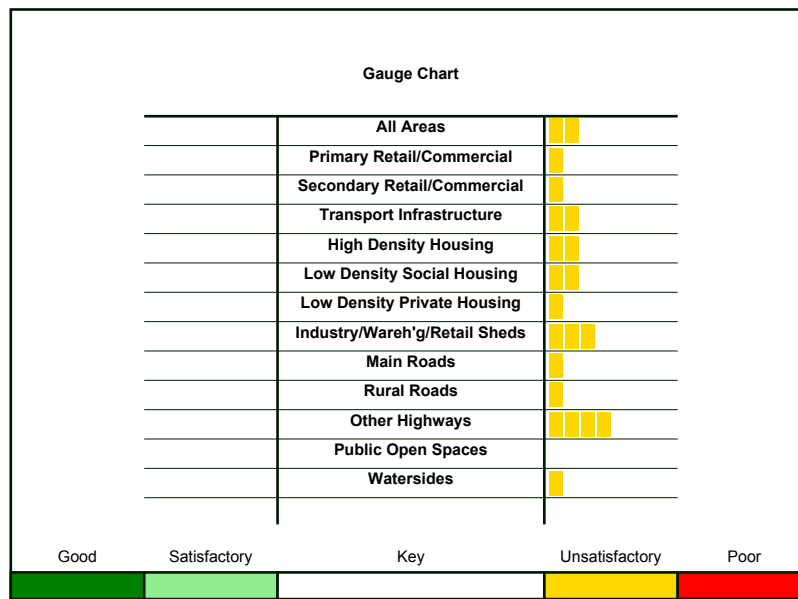 Gauge Chart
All Areas
Primary Retail/Commercial
Secondary Retail/Commercial
Transport Infrastructure
High Density Housing
Low Density Social Housing
Low Density Private Housing
Industry/Wareh'g/Retail Sheds
Main Roads
Rural Roads
Other Highways
Public Open Spaces
Watersides
Good Satisfactory Key Unsatisfactory Poor